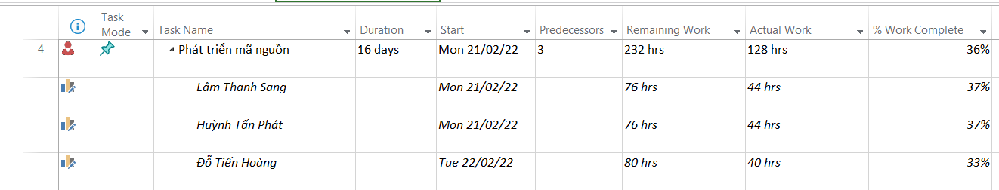 Task Mode Task Name Duration Start Predecessors Remaining Work Actual Work % Work Complete
4 Phát triển mã nguồn 16 days Mon 21/02/22 3 232 hrs 128 hrs 36%
Lâm Thanh Sang Mon 21/02/22 76 hrs 44 hrs 37%
Huỳnh Tấn Phát Mon 21/02/22 76 hrs 44 hrs 37%
Đỗ Tiến Hoàng Tue 22/02/22 80 hrs 40 hrs 33%